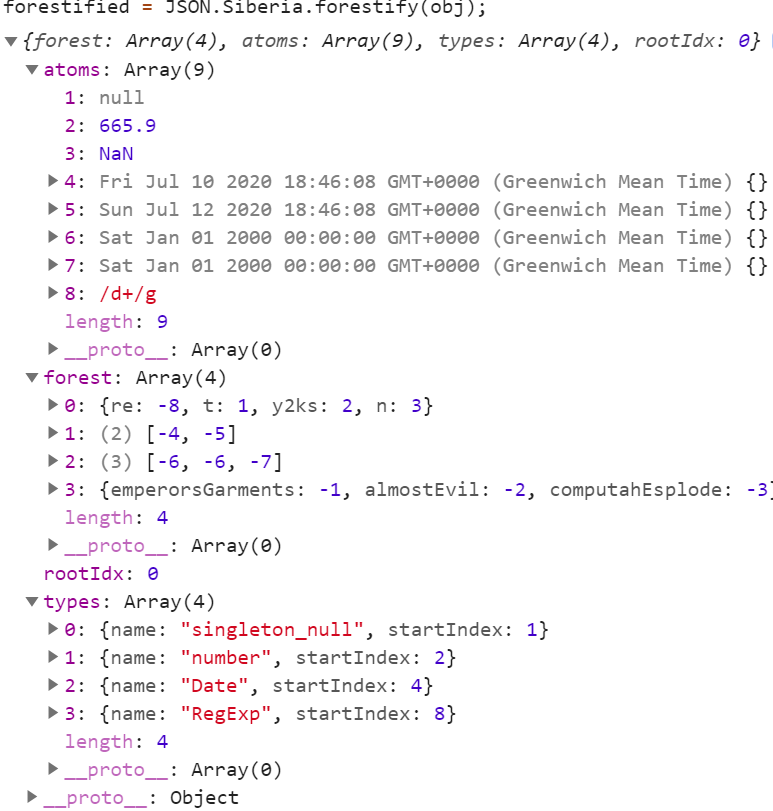 forestified = JSON.Siberia.forestify(obj);
▼{forest: Array(4), atoms: Array(9), types: Array(4), rootIdx: 0}
▼atoms: Array(9)
1: null
2: 665.9
3: NaN
▶4: Fri Jul 10 2020 18:46:08 GMT+0000 (Greenwich Mean Time) {}
▶5: Sun Jul 12 2020 18:46:08 GMT+0000 (Greenwich Mean Time) {}
▶6: Sat Jan 01 2000 00:00:00 GMT+0000 (Greenwich Mean Time) {}
▶7: Sat Jan 01 2000 00:00:00 GMT+0000 (Greenwich Mean Time) {}
▶8: /d+/g
length: 9
▶__proto__: Array(0)
▼forest: Array(4)
▶0: {re: -8, t: 1, y2ks: 2, n: 3}
▶1: (2) [-4, -5]
▶2: (3) [-6, -6, -7]
▶3: {emperorsGarments: -1, almostEvil: -2, computahEsplode: -3}
length: 4
▶__proto__: Array(0)
rootIdx: 0
▼types: Array(4)
▶0: {name: "singleton_null", startIndex: 1}
▶1: {name: "number", startIndex: 2}
▶2: {name: "Date", startIndex: 4}
▶3: {name: "RegExp", startIndex: 8}
length: 4
▶__proto__: Array(0)
▶__proto__: Object